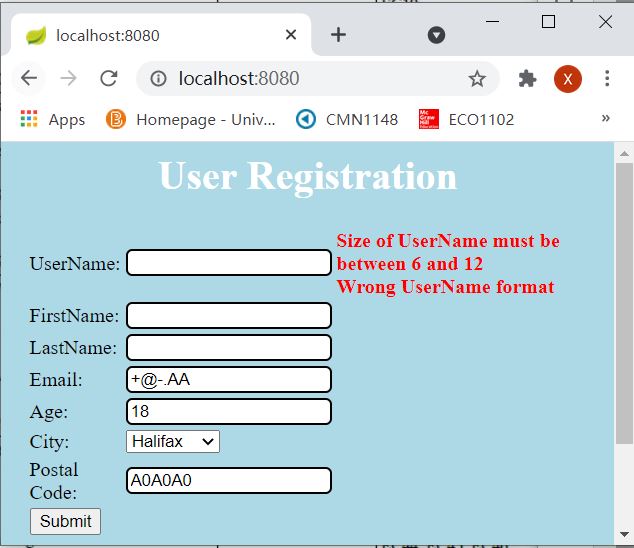 localhost:8080
localhost:8080
X
Apps
Homepage - Univ...
CMN1148
Mc Graw Hill Education
ECO1102
»
User Registration
Size of UserName must be
between 6 and 12
Wrong UserName format
UserName:
FirstName:
LastName:
Email: +@-.AA
Age: 18
City: Halifax
Postal
Code: A0A0A0
Submit